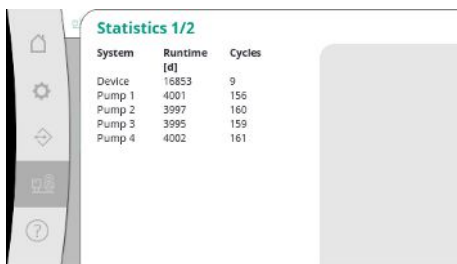 Statistics 1/2
System Runtime Cycles
[d]
Device 16853 9
Pump 1 4001 156
Pump 2 3997 160
Pump 3 3995 159
Pump 4 4002 161
?